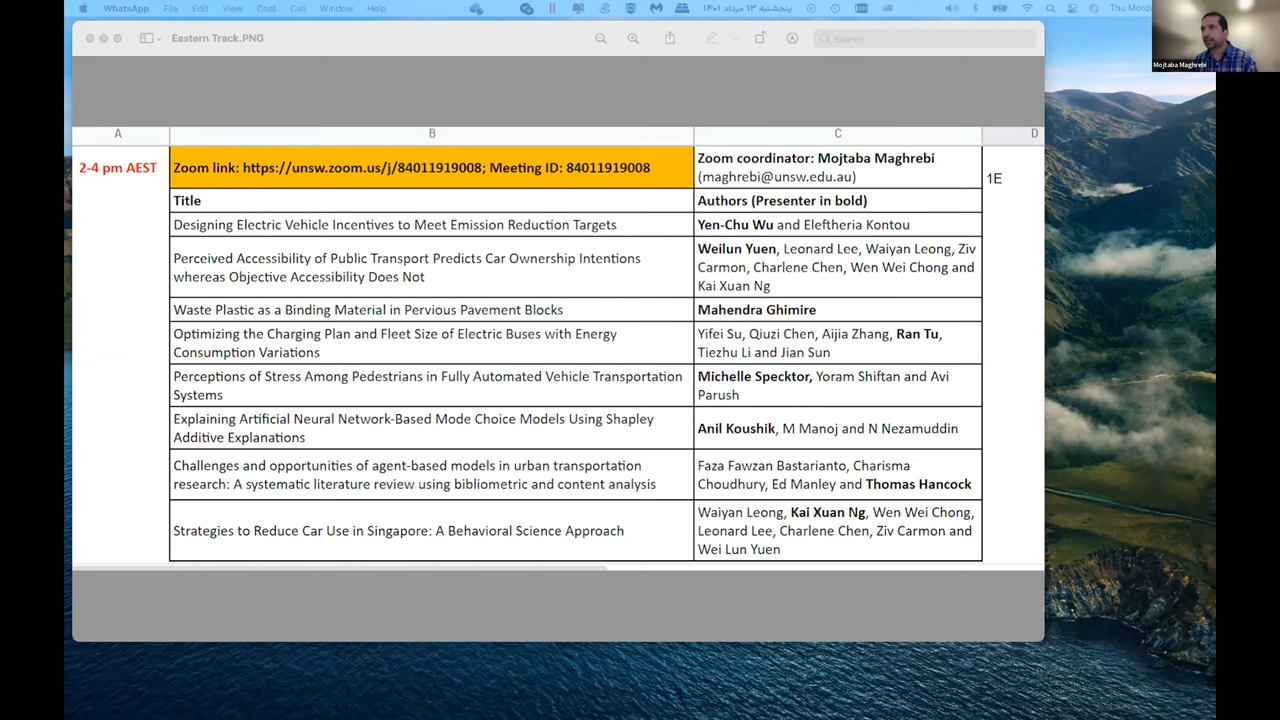 WhatsApp File Edit View Chat Call Window Help پنجشنبه ۱۳ مرداد ۱۴۰۱
Mojtaba Maghrebi
Eastern Track.PNG
Search
A B C D
2-4 pm AEST
Zoom link: https://unsw.zoom.us/j/84011919008; Meeting ID: 84011919008
Zoom coordinator: Mojtaba Maghrebi
(maghrebi@unsw.edu.au)
1E
Title
Authors (Presenter in bold)
Designing Electric Vehicle Incentives to Meet Emission Reduction Targets
Yen-Chu Wu and Eleftheria Kontou
Perceived Accessibility of Public Transport Predicts Car Ownership Intentions
whereas Objective Accessibility Does Not
Weilun Yuen, Leonard Lee, Waiyan Leong, Ziv
Carmon, Charlene Chen, Wen Wei Chong and
Kai Xuan Ng
Waste Plastic as a Binding Material in Pervious Pavement Blocks
Mahendra Ghimire
Optimizing the Charging Plan and Fleet Size of Electric Buses with Energy
Consumption Variations
Yifei Su, Qiuzi Chen, Aijia Zhang, Ran Tu,
Tiezhu Li and Jian Sun
Perceptions of Stress Among Pedestrians in Fully Automated Vehicle Transportation
Systems
Michelle Specktor, Yoram Shiftan and Avi
Parush
Explaining Artificial Neural Network-Based Mode Choice Models Using Shapley
Additive Explanations
Anil Koushik, M Manoj and N Nezamuddin
Challenges and opportunities of agent-based models in urban transportation
research: A systematic literature review using bibliometric and content analysis
Faza Fawzan Bastarianto, Charisma
Choudhury, Ed Manley and Thomas Hancock
Strategies to Reduce Car Use in Singapore: A Behavioral Science Approach
Waiyan Leong, Kai Xuan Ng, Wen Wei Chong,
Leonard Lee, Charlene Chen, Ziv Carmon and
Wei Lun Yuen